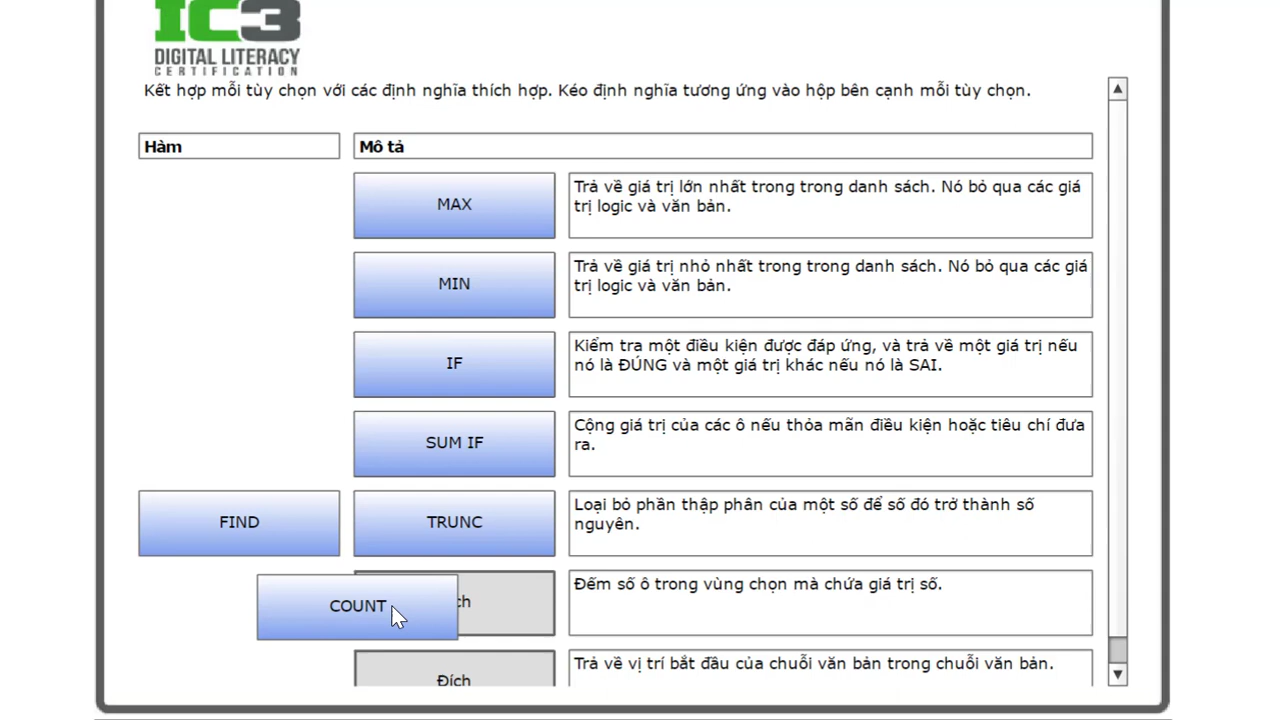 IC3
DIGITAL LITERACY
CERTIFICATION
Kết hợp mỗi tùy chọn với các định nghĩa thích hợp. Kéo định nghĩa tương ứng vào hộp bên cạnh mỗi tùy chọn.
Hàm
Mô tả
MAX
Trả về giá trị lớn nhất trong trong danh sách. Nó bỏ qua các giá
trị logic và văn bản.
MIN
Trả về giá trị nhỏ nhất trong trong danh sách. Nó bỏ qua các giá
trị logic và văn bản.
IF
Kiểm tra một điều kiện được đáp ứng, và trả về một giá trị nếu
nó là ĐÚNG và một giá trị khác nếu nó là SAI.
SUM IF
Cộng giá trị của các ô nếu thỏa mãn điều kiện hoặc tiêu chí đưa
ra.
FIND
TRUNC
Loại bỏ phần thập phân của một số để số đó trở thành số
nguyên.
COUNT
ch
Đếm số ô trong vùng chọn mà chứa giá trị số.
Đích
Trả về vị trí bắt đầu của chuỗi văn bản trong chuỗi văn bản.